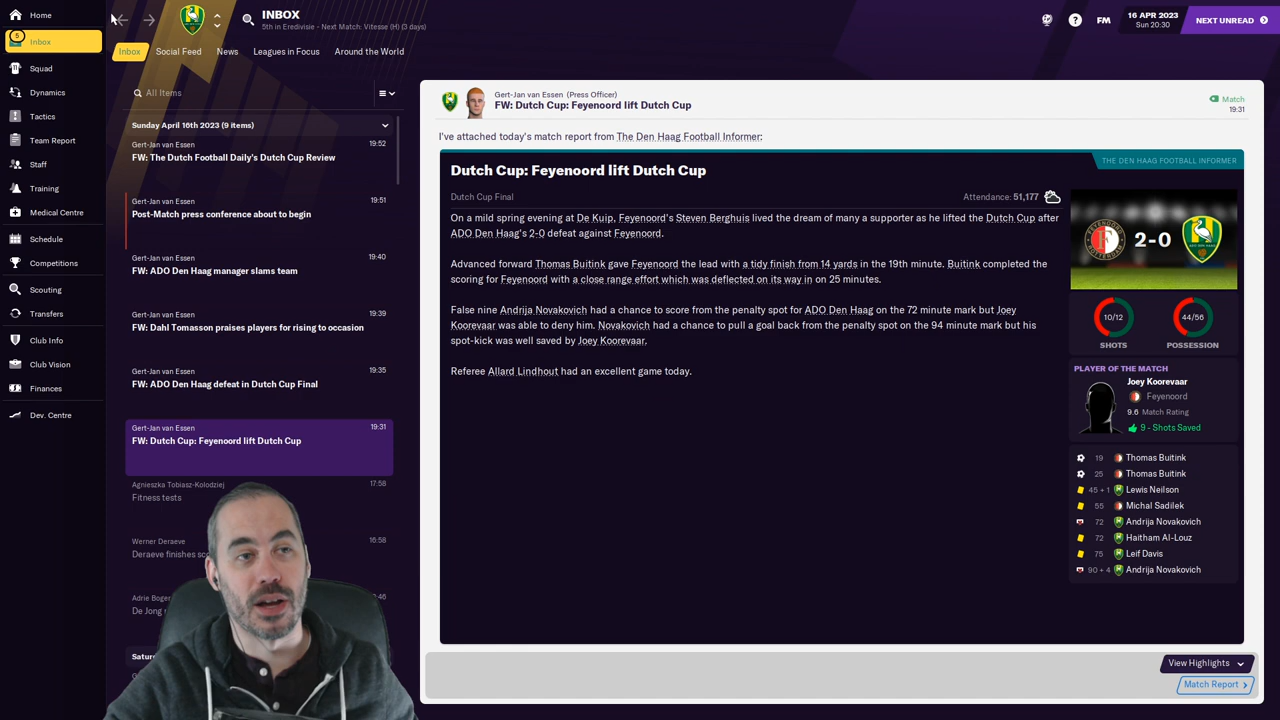 Home
5
Inbox
Squad
Dynamics
Tactics
Team Report
Staff
Training
Medical Centre
Schedule
Competitions
Scouting
Transfers
Club Info
Club Vision
Finances
Dev. Centre
INBOX
5th in Eredivisie - Next Match: Vitesse (H) (3 days)
?
FM
16 APR 2023
Sun 20:30
NEXT UNREAD
Inbox
Social Feed
News
Leagues in Focus
Around the World
All Items
Sunday April 16th 2023 (9 items)
Gert-Jan van Essen 19:52
FW: The Dutch Football Daily's Dutch Cup Review
Gert-Jan van Essen 19:51
Post-Match press conference about to begin
Gert-Jan van Essen 19:40
FW: ADO Den Haag manager slams team
Gert-Jan van Essen 19:39
FW: Dahl Tomasson praises players for rising to occasion
Gert-Jan van Essen 19:35
FW: ADO Den Haag defeat in Dutch Cup Final
Gert-Jan van Essen 19:31
FW: Dutch Cup: Feyenoord lift Dutch Cup
Agnieszka Tobiasz-Kolodziej 17:58
Fitness tests
Werner Deraeve 16:58
Deraeve finishes
Adrie Boger
De Jong
Gert-Jan van Essen (Press Officer)
FW: Dutch Cup: Feyenoord lift Dutch Cup
Match
19:31
I've attached today's match report from The Den Haag Football Informer:
THE DEN HAAG FOOTBALL INFORMER
Dutch Cup: Feyenoord lift Dutch Cup
Dutch Cup Final
Attendance: 51,177
On a mild spring evening at De Kuip, Feyenoord's Steven Berghuis lived the dream of many a supporter as he lifted the Dutch Cup after
ADO Den Haag's 2-0 defeat against Feyenoord.
Advanced forward Thomas Buitink gave Feyenoord the lead with a tidy finish from 14 yards in the 19th minute. Buitink completed the
scoring for Feyenoord with a close range effort which was deflected on its way in on 25 minutes.
False nine Andrija Novakovich had a chance to score from the penalty spot for ADO Den Haag on the 72 minute mark but Joey
Koorevaar was able to deny him. Novakovich had a chance to pull a goal back from the penalty spot on the 94 minute mark but his
spot-kick was well saved by Joey Koorevaar.
Referee Allard Lindhout had an excellent game today.
2-0
10/12
SHOTS
44/56
POSSESSION
PLAYER OF THE MATCH
Joey Koorevaar
Feyenoord
9.6 Match Rating
9 - Shots Saved
19 Thomas Buitink
25 Thomas Buitink
45 + 1 Lewis Neilson
55 Michal Sadilek
72 Andrija Novakovich
72 Haitham Al-Louz
75 Leif Davis
90 + 4 Andrija Novakovich
View Highlights
Match Report